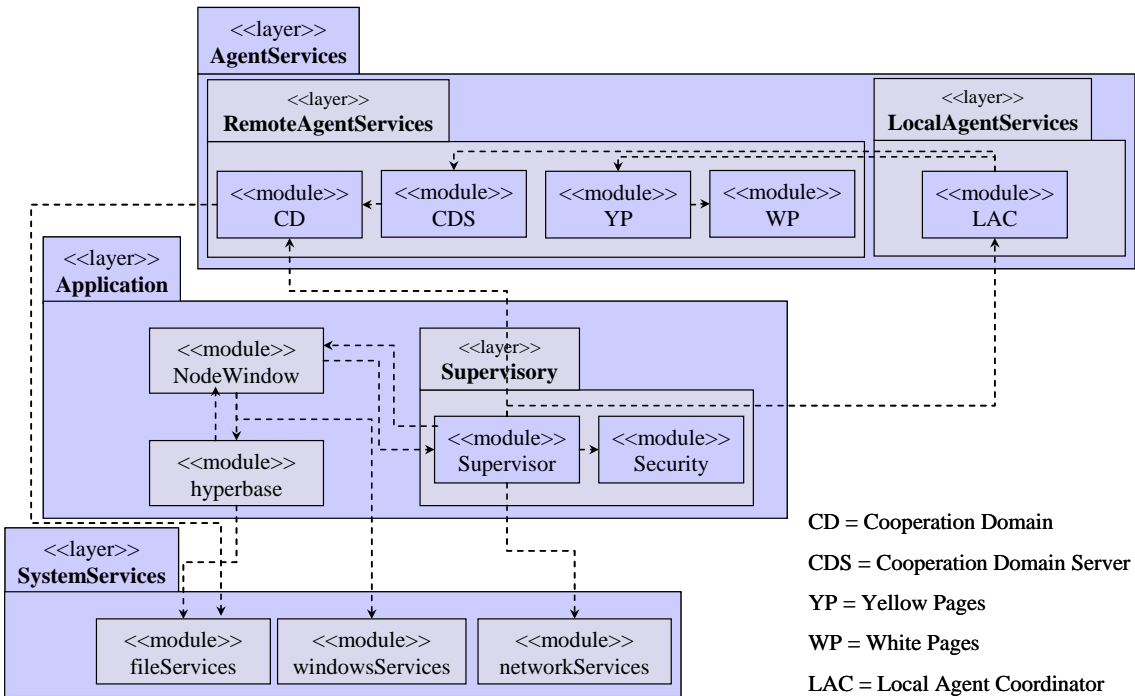 <<layer>>
AgentServices
<<layer>>
RemoteAgentServices
<<layer>>
LocalAgentServices
<<module>>
CD
<<module>>
CDS
<<module>>
YP
<<module>>
WP
<<module>>
LAC
<<layer>>
Application
<<module>>
NodeWindow
<<layer>>
Supervisory
<<module>>
hyperbase
<<module>>
Supervisor
<<module>>
Security
<<layer>>
SystemServices
<<module>>
fileServices
<<module>>
windowsServices
<<module>>
networkServices
CD = Cooperation Domain
CDS = Cooperation Domain Server
YP = Yellow Pages
WP = White Pages
LAC = Local Agent Coordinator